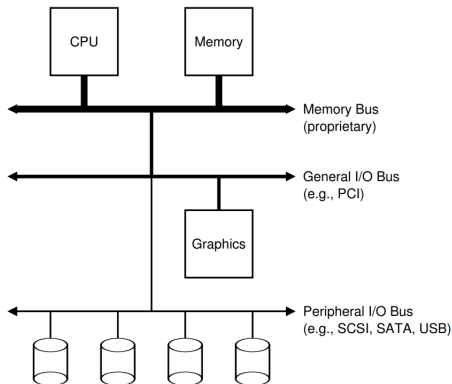 CPU
Memory
Memory Bus
(proprietary)
General I/O Bus
(e.g., PCI)
Graphics
Peripheral I/O Bus
(e.g., SCSI, SATA, USB)